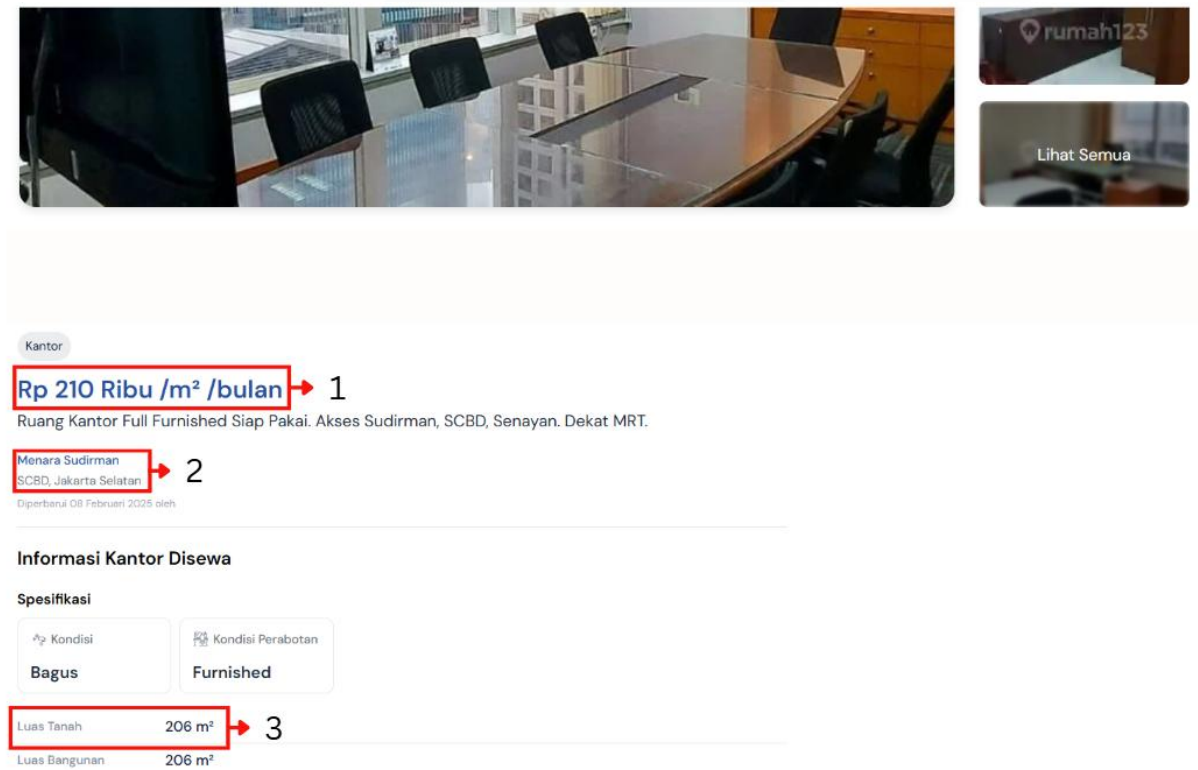 rumah123
Lihat Semua
Kantor
Rp 210 Ribu /m² /bulan 1
Ruang Kantor Full Furnished Siap Pakai. Akses Sudirman, SCBD, Senayan. Dekat MRT.
Menara Sudirman
SCBD, Jakarta Selatan 2
Diperbarui 08 Februari 2025 oleh
Informasi Kantor Disewa
Spesifikasi
Kondisi Kondisi Perabotan
Bagus Furnished
Luas Tanah 206 m² 3
Luas Bangunan 206 m²